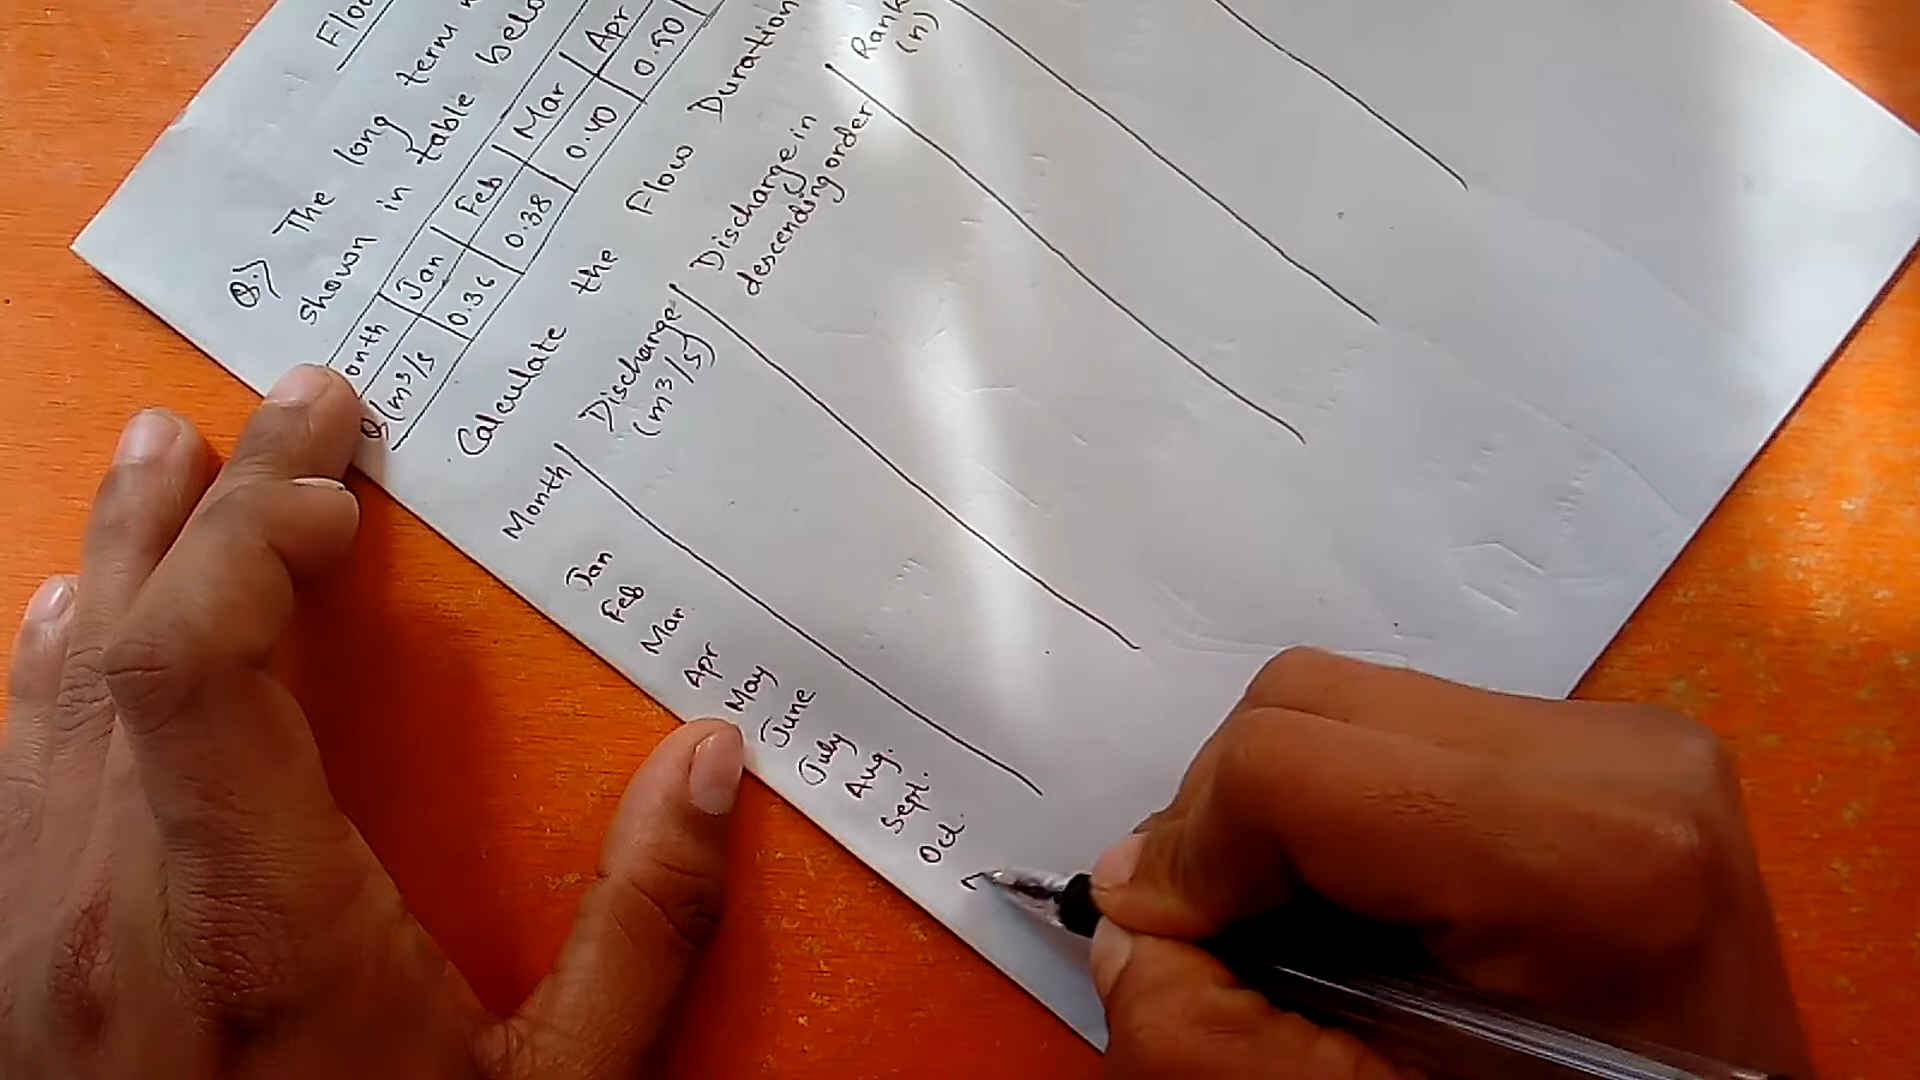 Q.) The long term
shown in table belo
onth | Jan | Feb | Mar | Apr
Q (m³/s | 0.36 | 0.38 | 0.40 | 0.50
Calculate the Flow Duration
Month | Discharge (m³/s) | Discharge in descending order | Rank (n)
Jan
Feb
Mar
Apr
May
June
July
Aug.
Sept.
Oct.